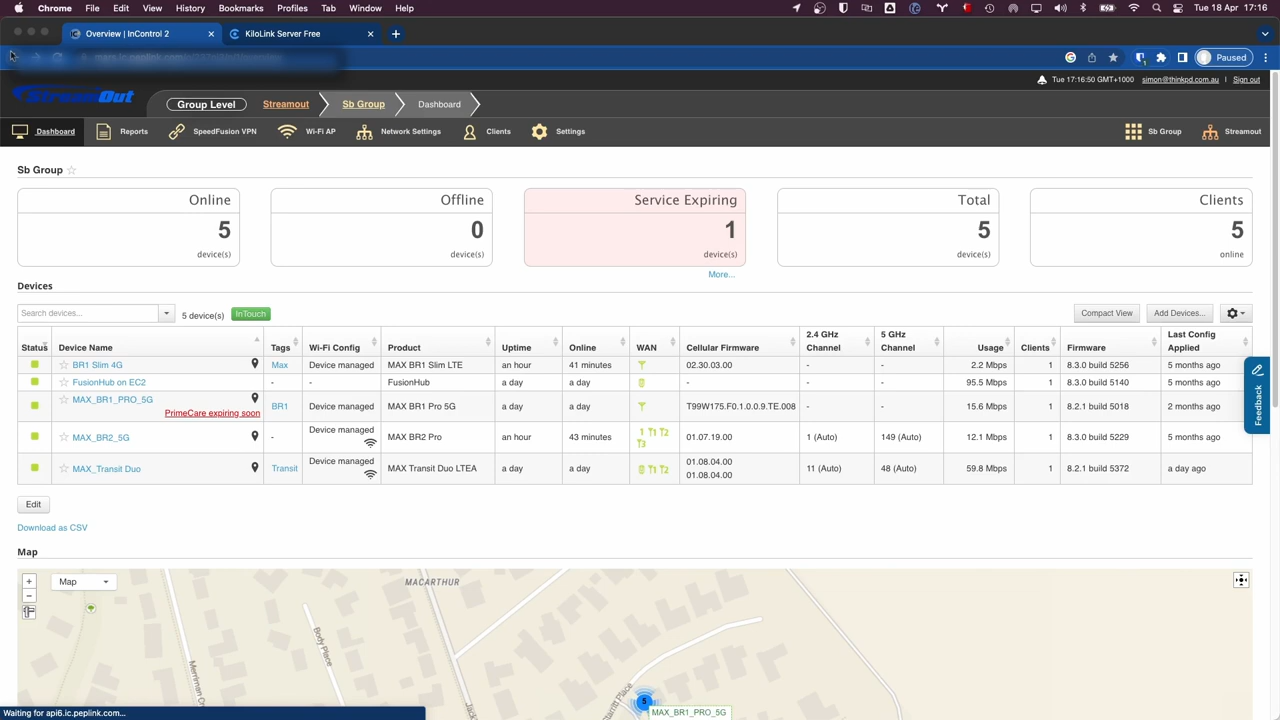 Chrome File Edit View History Bookmarks Profiles Tab Window Help Tue 18 Apr 17:16
Overview | InControl 2 KiloLink Server Free
Paused
Tue 17:16:50 GMT+1000 simon@thinkpd.com.au | Sign out
StreamOut Group Level Streamout Sb Group Dashboard
Dashboard Reports SpeedFusion VPN Wi-Fi AP Network Settings Clients Settings Sb Group Streamout
Sb Group
Online Offline Service Expiring Total Clients
5 0 1 5 5
device(s) device(s) device(s) device(s) online
More...
Devices
Search devices... 5 device(s) InTouch Compact View Add Devices...
Status Device Name Tags Wi-Fi Config Product Uptime Online WAN Cellular Firmware 2.4 GHz Channel 5 GHz Channel Usage Clients Firmware Last Config Applied
BR1 Slim 4G Max Device managed MAX BR1 Slim LTE an hour 41 minutes 02.30.03.00 - - 2.2 Mbps 1 8.3.0 build 5256 5 months ago
FusionHub on EC2 - - FusionHub a day a day - - - 95.5 Mbps 1 8.3.0 build 5140 5 months ago
MAX_BR1_PRO_5G PrimeCare expiring soon BR1 Device managed MAX BR1 Pro 5G a day a day T99W175.F0.1.0.0.9.TE.008 - - 15.6 Mbps 1 8.2.1 build 5018 2 months ago
MAX_BR2_5G - Device managed MAX BR2 Pro an hour 43 minutes 1 1 2 3 01.07.19.00 1 (Auto) 149 (Auto) 12.1 Mbps 1 8.3.0 build 5229 5 months ago
MAX_Transit Duo Transit Device managed MAX Transit Duo LTEA a day a day 1 2 01.08.04.00 01.08.04.00 11 (Auto) 48 (Auto) 59.8 Mbps 1 8.2.1 build 5372 a day ago
Edit
Download as CSV
Map
+ Map MACARTHUR
−
Body Place
Merriman
5
MAX_BR1_PRO_5G
Waiting for api6.ic.peplink.com...
Feedback